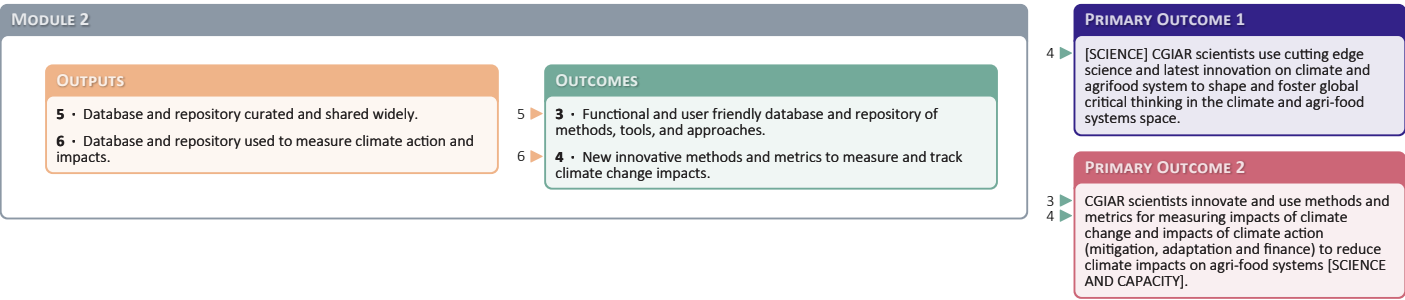 MODULE 2
OUTPUTS
5 · Database and repository curated and shared widely.
6 · Database and repository used to measure climate action and
impacts.
OUTCOMES
5
3 · Functional and user friendly database and repository of
methods, tools, and approaches.
6
4 · New innovative methods and metrics to measure and track
climate change impacts.
PRIMARY OUTCOME 1
4
[SCIENCE] CGIAR scientists use cutting edge
science and latest innovation on climate and
agrifood system to shape and foster global
critical thinking in the climate and agri-food
systems space.
PRIMARY OUTCOME 2
3
4
CGIAR scientists innovate and use methods and
metrics for measuring impacts of climate
change and impacts of climate action
(mitigation, adaptation and finance) to reduce
climate impacts on agri-food systems [SCIENCE
AND CAPACITY].